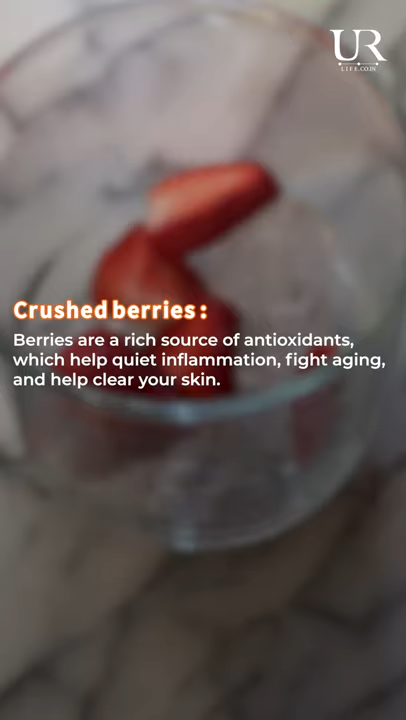 UR
LIFE.CO.IN
Crushed berries :
Berries are a rich source of antioxidants,
which help quiet inflammation, fight aging,
and help clear your skin.